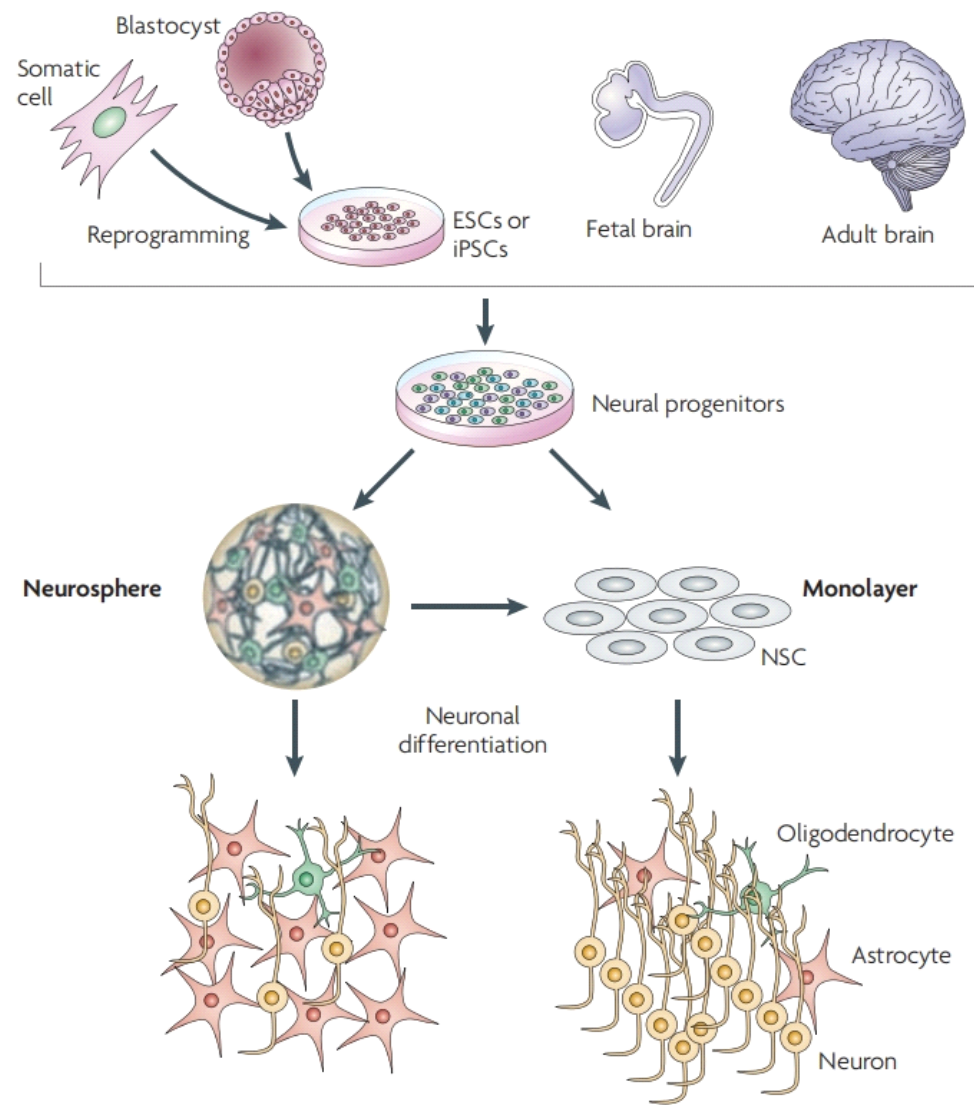 Blastocyst
Somatic
cell
Reprogramming
ESCs or
iPSCs
Fetal brain
Adult brain
Neural progenitors
Neurosphere
Monolayer
NSC
Neuronal
differentiation
Oligodendrocyte
Astrocyte
Neuron